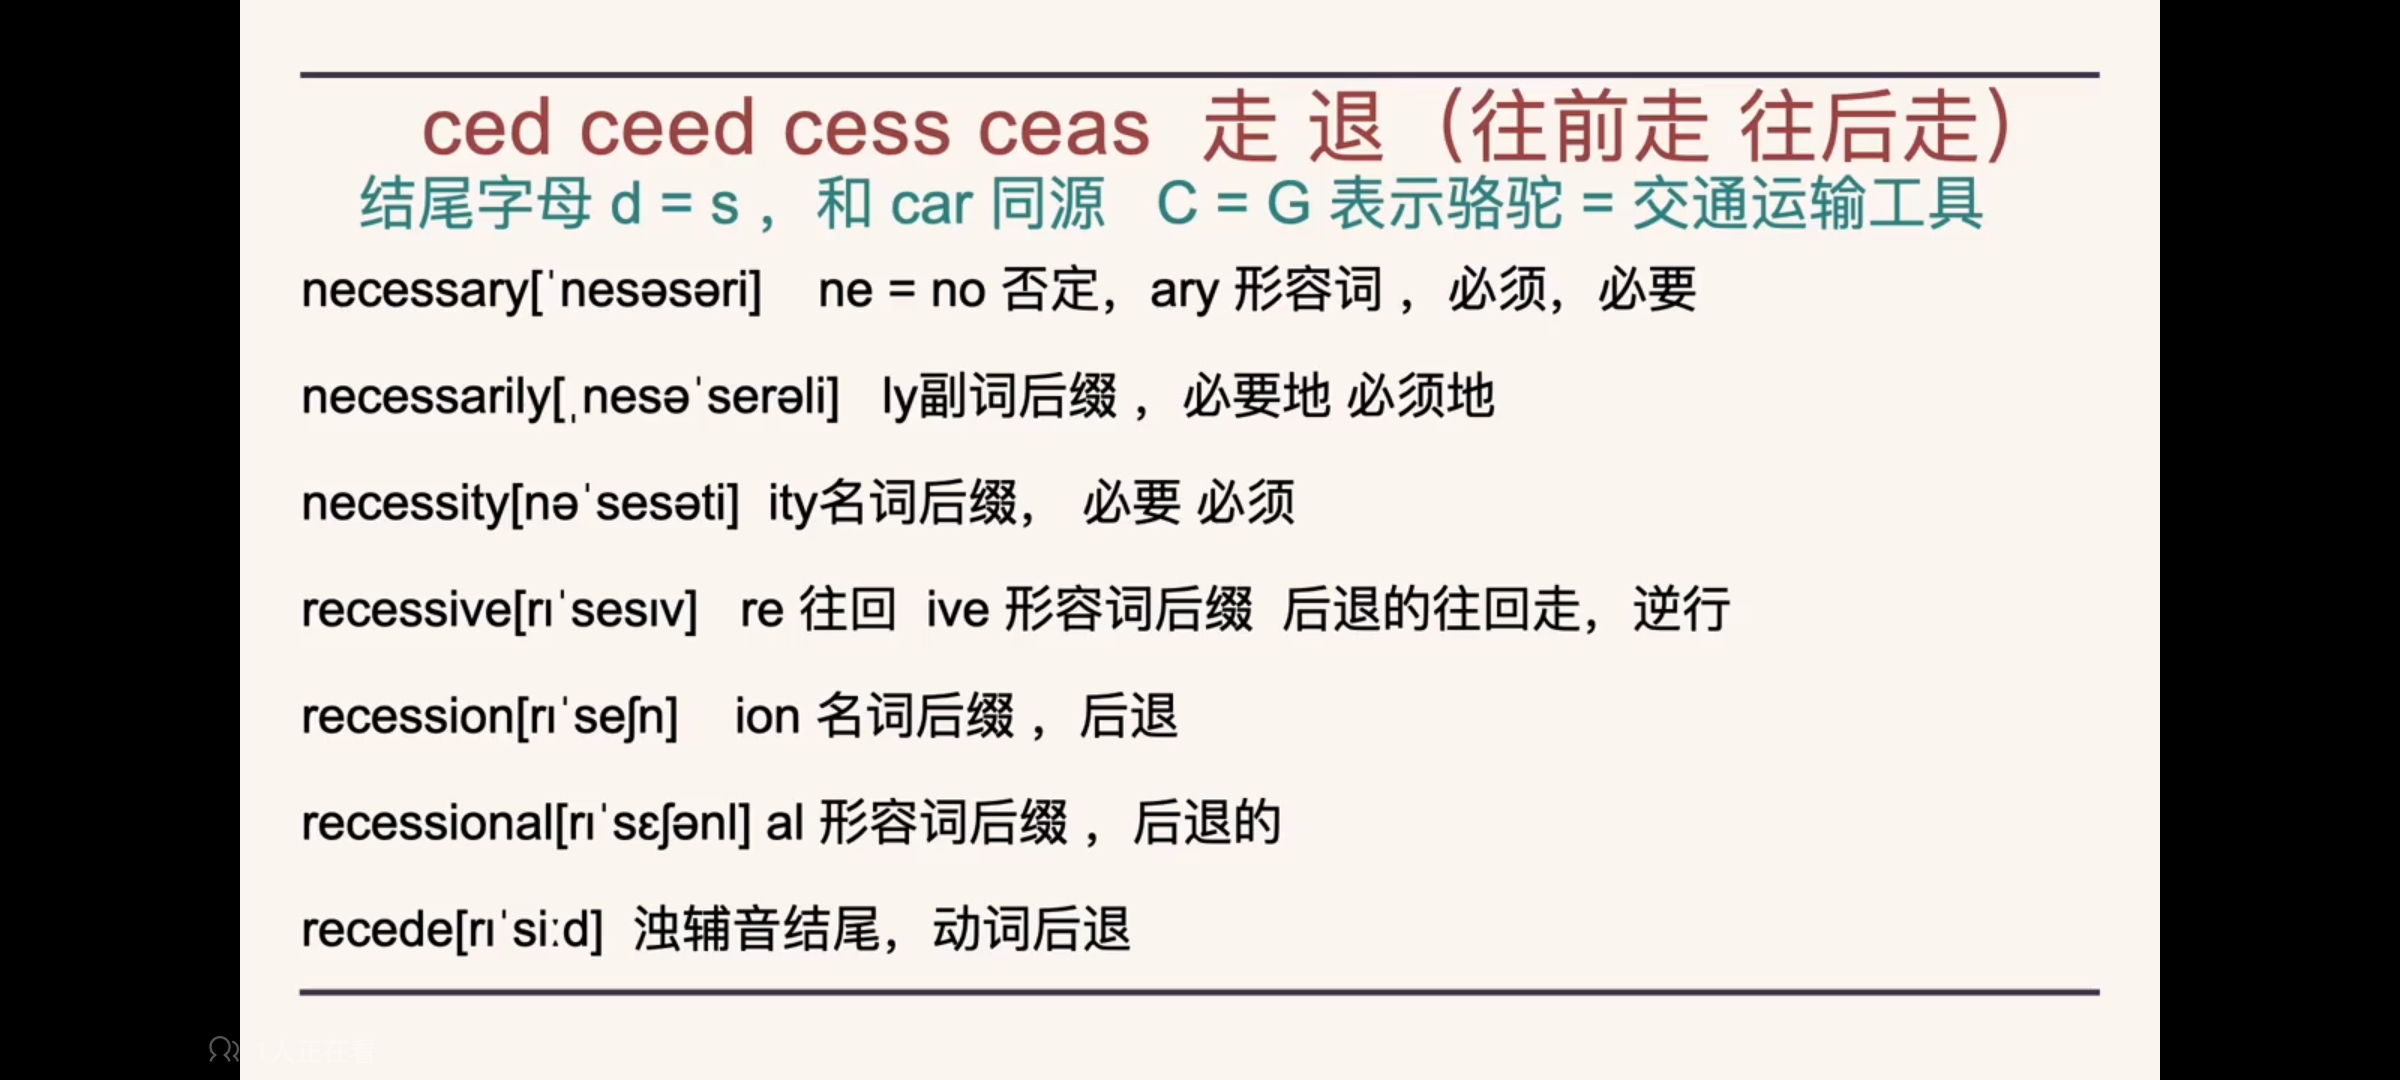 ced ceed cess ceas 走 退（往前走 往后走）
结尾字母 d = s ，和 car 同源 C = G 表示骆驼 = 交通运输工具
necessary[ˈnesəsəri] ne = no 否定，ary 形容词 ，必须，必要
necessarily[ˌnesəˈserəli] ly副词后缀 ，必要地 必须地
necessity[nəˈsesəti] ity名词后缀， 必要 必须
recessive[rɪˈsesɪv] re 往回 ive 形容词后缀 后退的往回走，逆行
recession[rɪˈseʃn] ion 名词后缀 ，后退
recessional[rɪˈsɛʃənl] al 形容词后缀 ，后退的
recede[rɪˈsiːd] 浊辅音结尾，动词后退
1人正在看